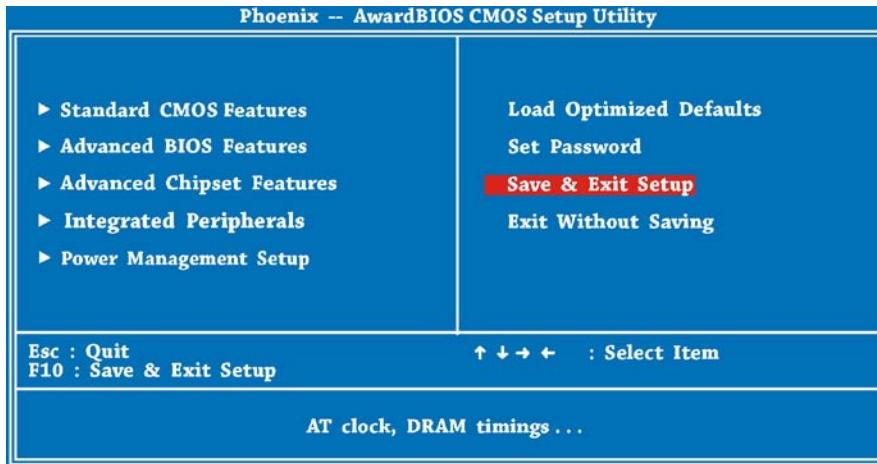 Phoenix -- AwardBIOS CMOS Setup Utility
► Standard CMOS Features
► Advanced BIOS Features
► Advanced Chipset Features
► Integrated Peripherals
► Power Management Setup
Load Optimized Defaults
Set Password
Save & Exit Setup
Exit Without Saving
Esc : Quit
F10 : Save & Exit Setup
↑ ↓ → ← : Select Item
AT clock, DRAM timings...